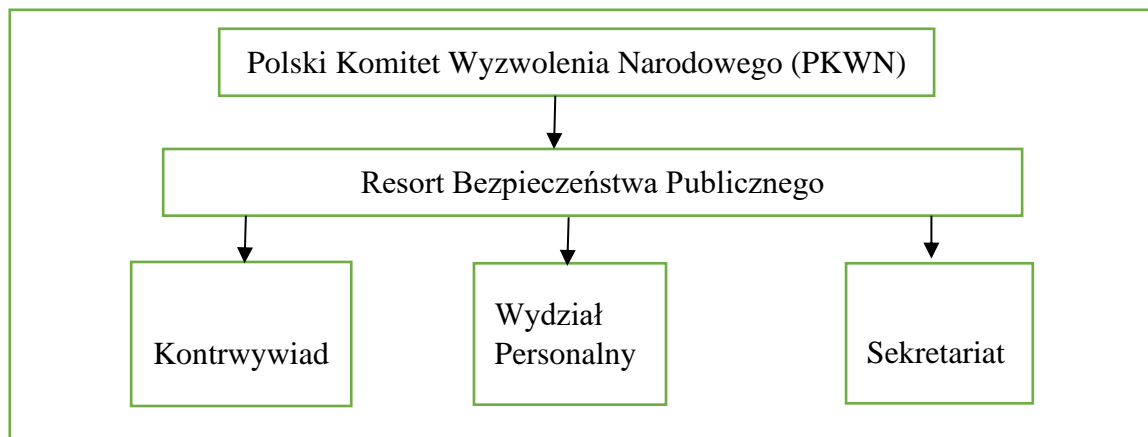 Polski Komitet Wyzwolenia Narodowego (PKWN)
Resort Bezpieczeństwa Publicznego
Kontrwywiad
Wydział
Personalny
Sekretariat